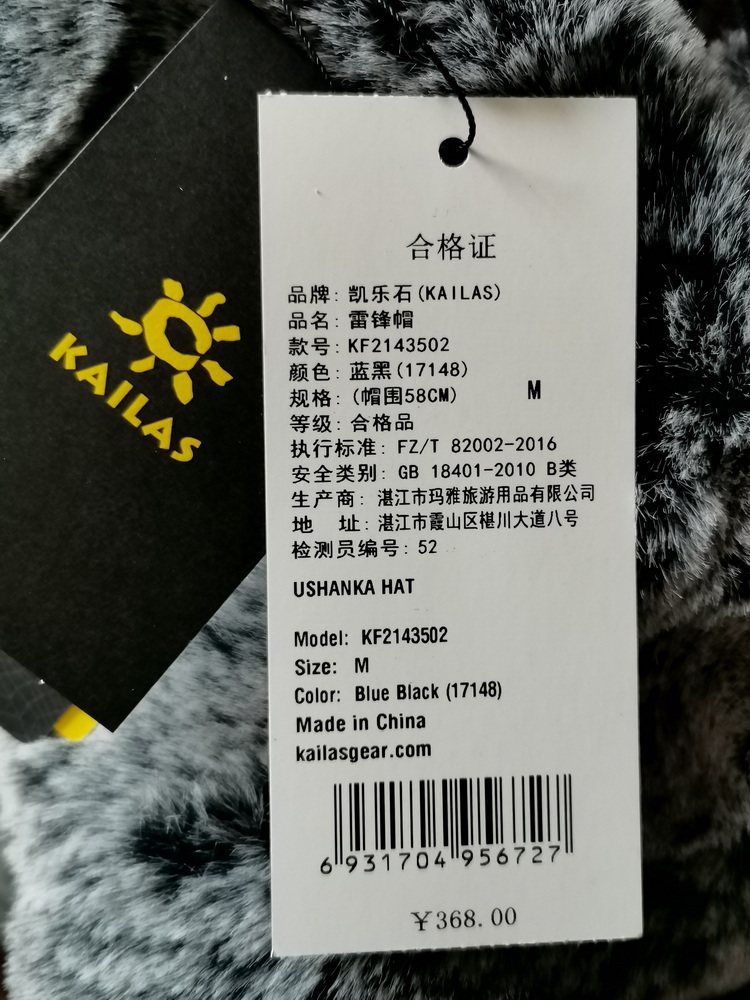 KAILAS
合格证
品牌: 凯乐石(KAILAS)
品名: 雷锋帽
款号: KF2143502
颜色: 蓝黑(17148)
规格: (帽围58CM) M
等级: 合格品
执行标准: FZ/T 82002-2016
安全类别: GB 18401-2010 B类
生产商: 湛江市玛雅旅游用品有限公司
地 址: 湛江市霞山区椹川大道八号
检测员编号: 52
USHANKA HAT
Model: KF2143502
Size: M
Color: Blue Black (17148)
Made in China
kailasgear.com
6 931704 956727
¥368.00